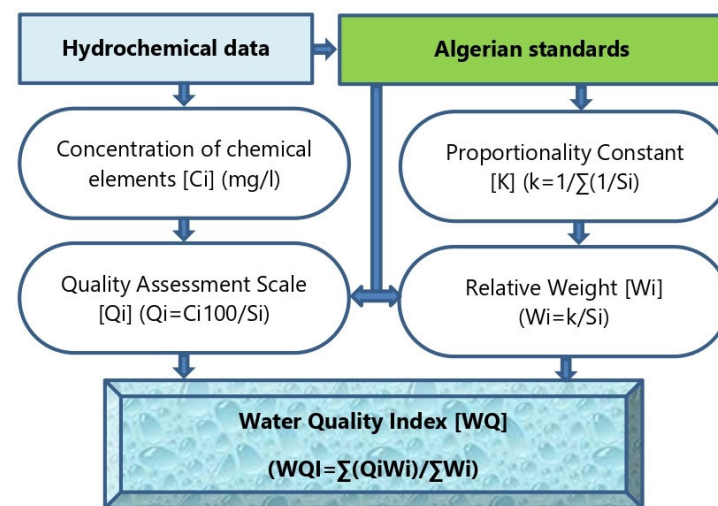 Hydrochemical data
Algerian standards
Concentration of chemical
elements [Ci] (mg/l)
Proportionality Constant
[K] (k=1/∑(1/Si)
Quality Assessment Scale
[Qi] (Qi=Ci100/Si)
Relative Weight [Wi]
(Wi=k/Si)
Water Quality Index [WQ]
(WQI=∑(QiWi)/∑Wi)